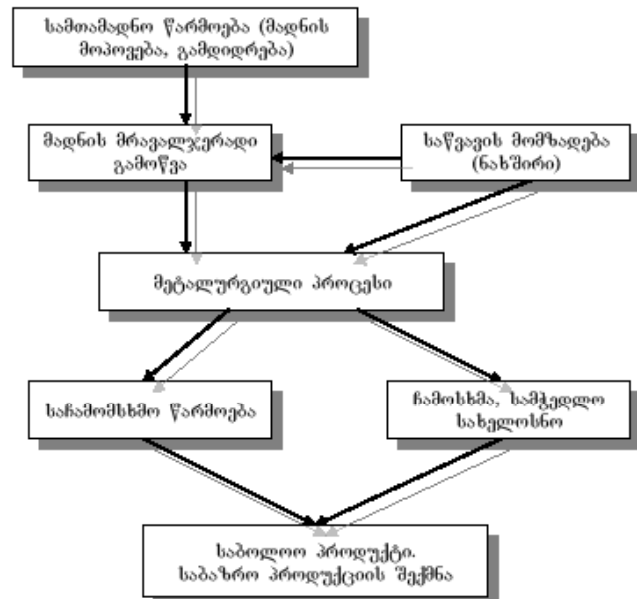 სამთამადნო წარმოება (მადნის
მოპოვება, გამდიდრება)
მადნის მრავალჯერადი
გამოწვა
საწვავის მომზადება
(ნახშირი)
მეტალურგიული პროცესი
საჩამომსხმო წარმოება
ჩამოსხმა, სამჭედლო
სახელოსნო
საბოლოო პროდუქტი.
საბაზრო პროდუქციის შექმნა